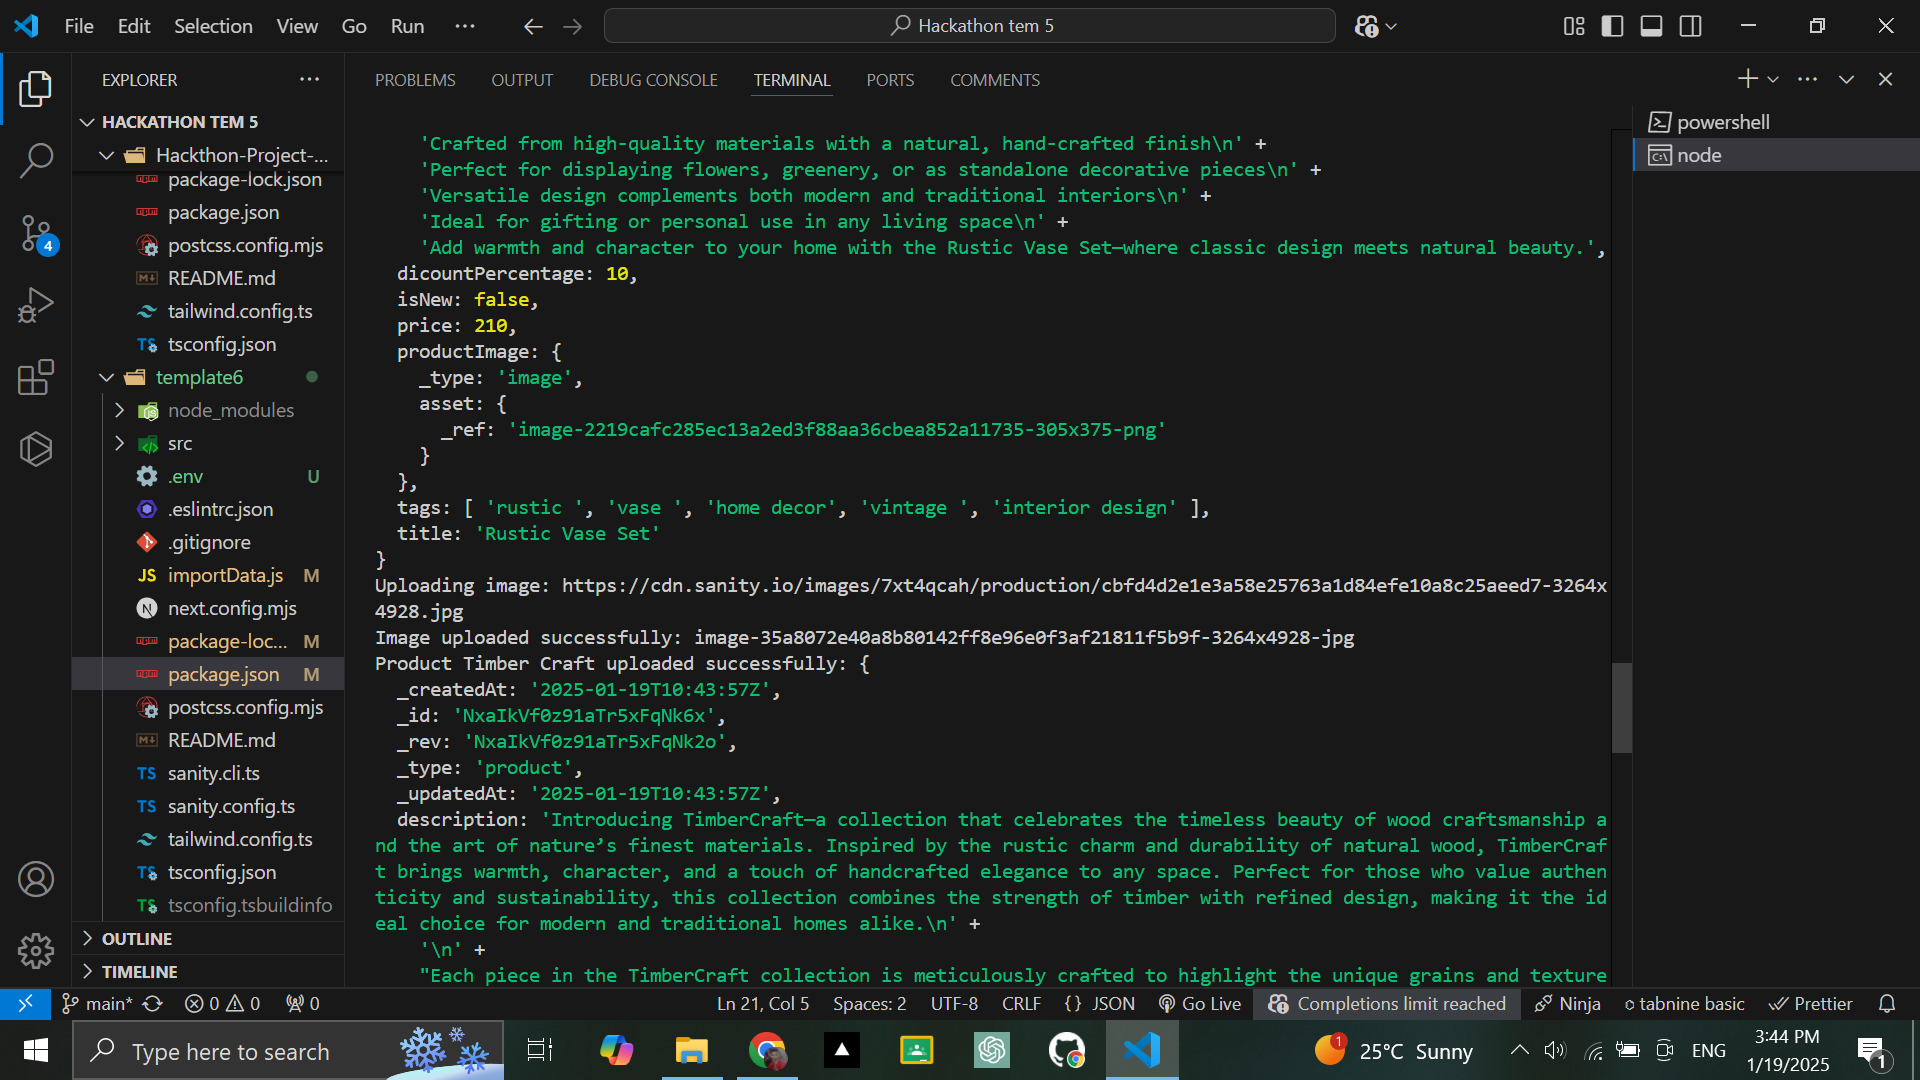 File Edit Selection View Go Run ··· Hackathon tem 5
EXPLORER ···
HACKATHON TEM 5
Hackthon-Project-...
package-lock.json
package.json
postcss.config.mjs
README.md
tailwind.config.ts
tsconfig.json
template6
node_modules
src
.env U
.eslintrc.json
.gitignore
JS importData.js M
N next.config.mjs
package-loc... M
package.json M
postcss.config.mjs
README.md
TS sanity.cli.ts
TS sanity.config.ts
tailwind.config.ts
TS tsconfig.json
TS tsconfig.tsbuildinfo
OUTLINE
TIMELINE
4
PROBLEMS OUTPUT DEBUG CONSOLE TERMINAL PORTS COMMENTS
'Crafted from high-quality materials with a natural, hand-crafted finish\n' +
'Perfect for displaying flowers, greenery, or as standalone decorative pieces\n' +
'Versatile design complements both modern and traditional interiors\n' +
'Ideal for gifting or personal use in any living space\n' +
'Add warmth and character to your home with the Rustic Vase Set—where classic design meets natural beauty.',
dicountPercentage: 10,
isNew: false,
price: 210,
productImage: {
_type: 'image',
asset: {
_ref: 'image-2219cafc285ec13a2ed3f88aa36cbea852a11735-305x375-png'
}
},
tags: [ 'rustic ', 'vase ', 'home decor', 'vintage ', 'interior design' ],
title: 'Rustic Vase Set'
}
Uploading image: https://cdn.sanity.io/images/7xt4qcah/production/cbfd4d2e1e3a58e25763a1d84efe10a8c25aeed7-3264x
4928.jpg
Image uploaded successfully: image-35a8072e40a8b80142ff8e96e0f3af21811f5b9f-3264x4928-jpg
Product Timber Craft uploaded successfully: {
_createdAt: '2025-01-19T10:43:57Z',
_id: 'NxaIkVf0z91aTr5xFqNk6x',
_rev: 'NxaIkVf0z91aTr5xFqNk2o',
_type: 'product',
_updatedAt: '2025-01-19T10:43:57Z',
description: 'Introducing TimberCraft—a collection that celebrates the timeless beauty of wood craftsmanship a
nd the art of nature’s finest materials. Inspired by the rustic charm and durability of natural wood, TimberCraf
t brings warmth, character, and a touch of handcrafted elegance to any space. Perfect for those who value authen
ticity and sustainability, this collection combines the strength of timber with refined design, making it the id
eal choice for modern and traditional homes alike.\n' +
'\n' +
"Each piece in the TimberCraft collection is meticulously crafted to highlight the unique grains and texture
powershell
node
main* 0 0 0 Ln 21, Col 5 Spaces: 2 UTF-8 CRLF {} JSON Go Live Completions limit reached Ninja tabnine basic Prettier
Type here to search
1 25°C Sunny ENG
3:44 PM
1/19/2025
1